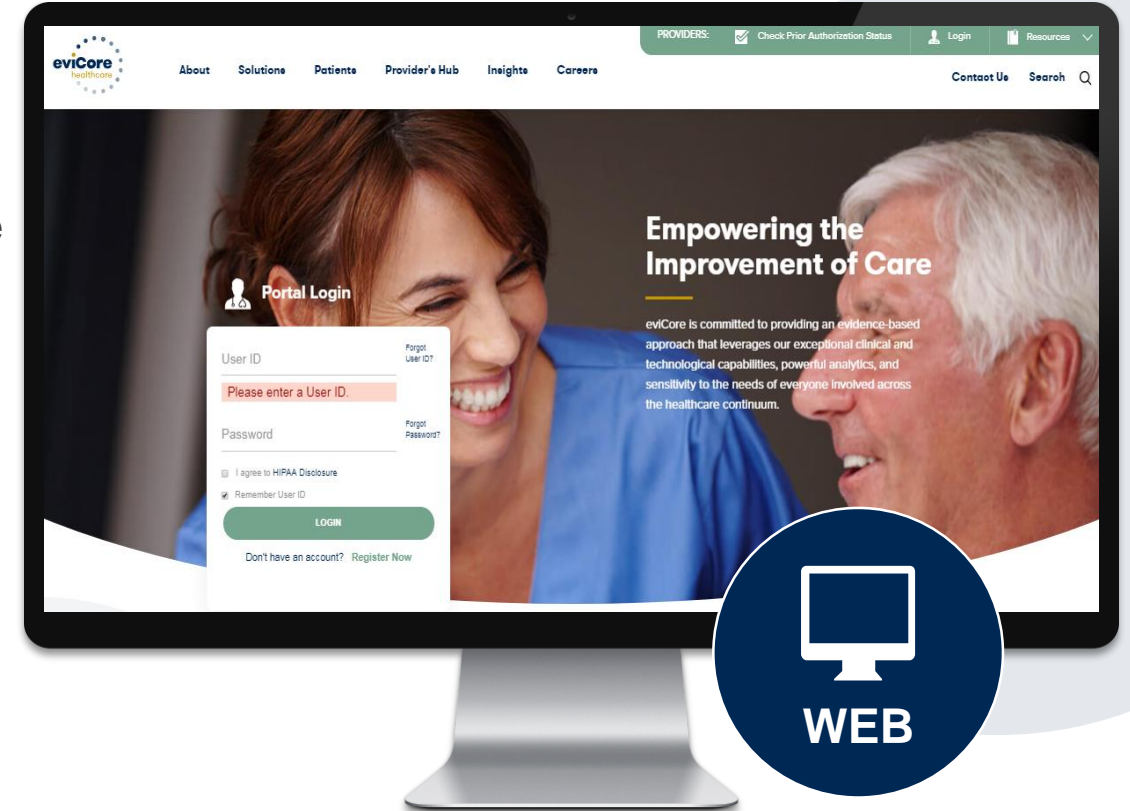 PROVIDERS: Check Prior Authorization Status Login Resources
eviCore
healthcare
About Solutions Patients Provider's Hub Insights Careers
Contact Us Search
e
Empowering the
Improvement of Care
eviCore is committed to providing an evidence-based
approach that leverages our exceptional clinical and
technological capabilities, powerful analytics, and
sensitivity to the needs of everyone involved across
the healthcare continuum.
Portal Login
User ID
Forgot
User ID?
Please enter a User ID.
Password
Forgot
Password?
I agree to HIPAA Disclosure
Remember User ID
LOGIN
Don't have an account? Register Now
WEB